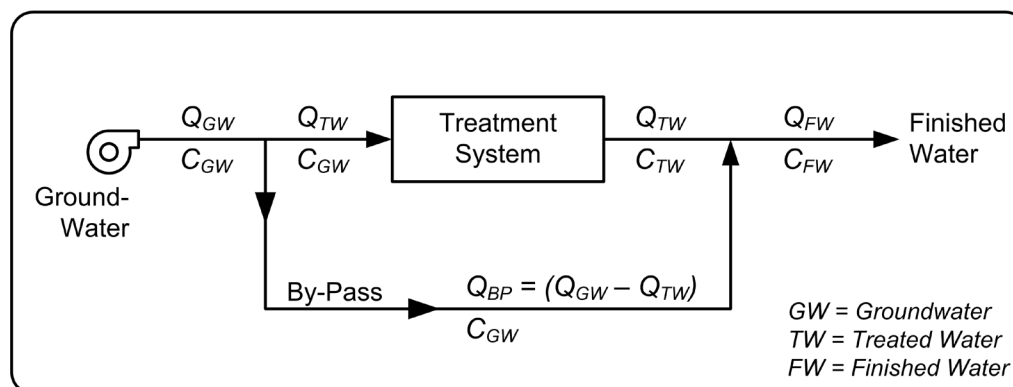 Q_GW
Q_TW
Treatment
System
Q_TW
Q_FW
Finished
Water
C_GW
C_GW
C_TW
C_FW
Ground-
Water
By-Pass
Q_BP = (Q_GW – Q_TW)
C_GW
GW = Groundwater
TW = Treated Water
FW = Finished Water